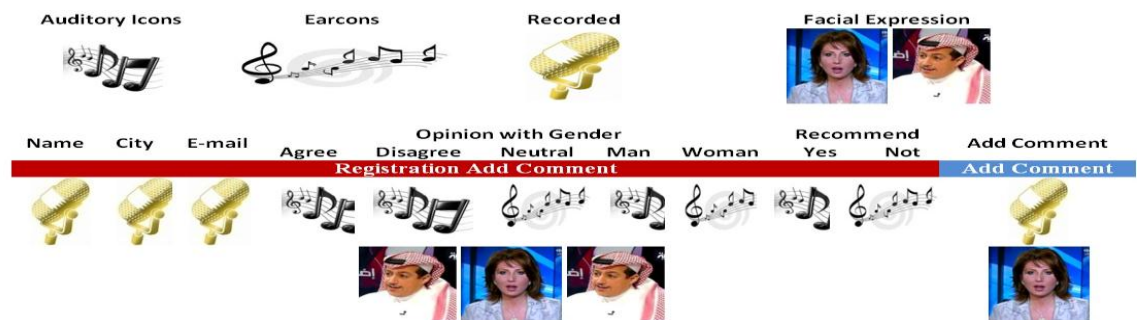 Auditory Icons Earcons Recorded Facial Expression
Opinion with Gender Recommend
Name City E-mail Add Comment
Agree Disagree Neutral Man Woman Yes Not
Registration Add Comment Add Comment